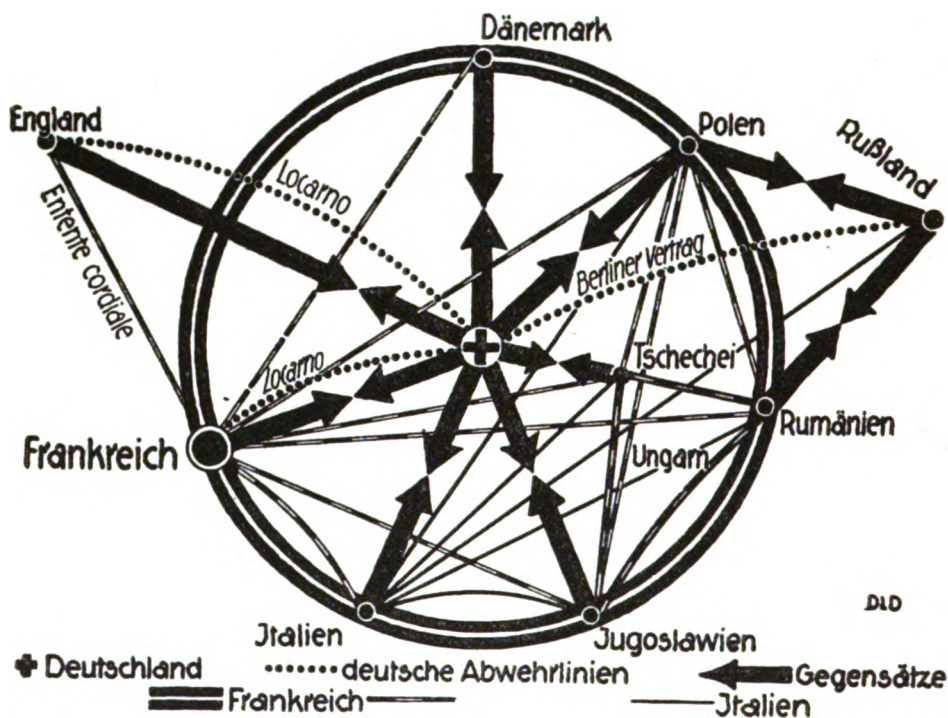 Dänemark
England
Polen
Rußland
Locarno
Entente cordiale
Berliner Vertrag
Locarno
Tschechei
Frankreich
Rumänien
Ungarn
DID
Jtalien
Jugoslawien
Deutschland
deutsche Abwehrlinien
Gegensätze
Frankreich
Jtalien